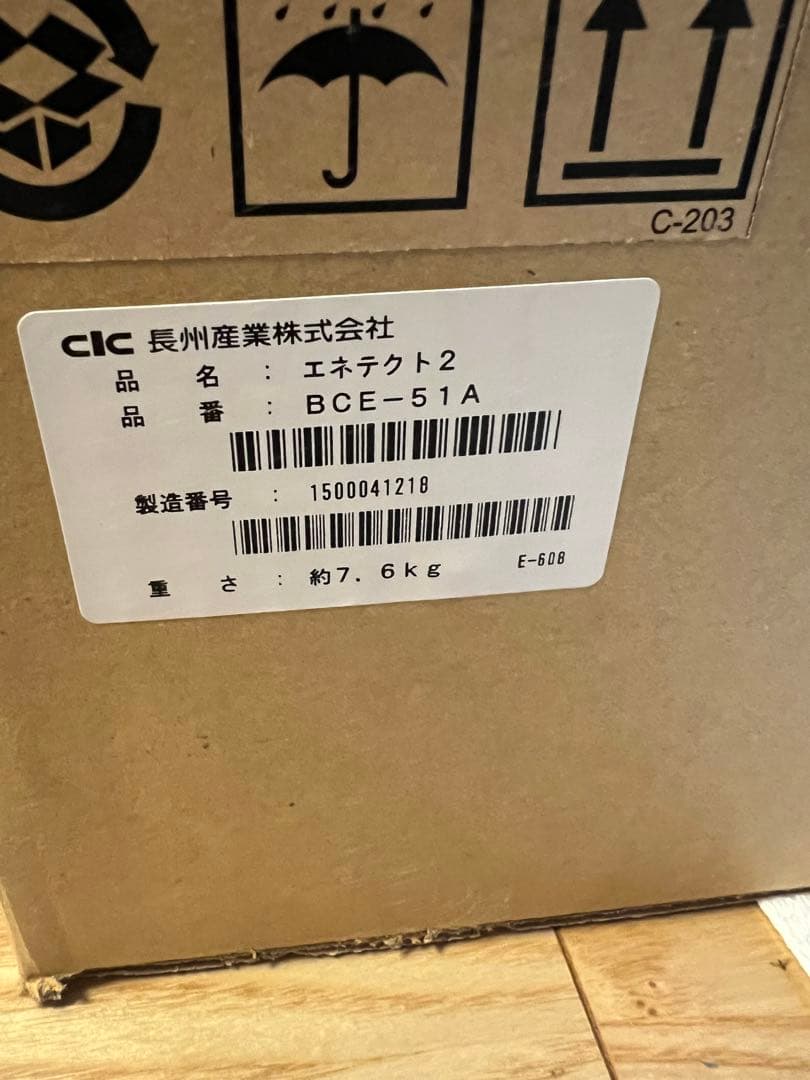 C-203
CIC 長州産業株式会社
品 名 : エネテクト2
品 番 : BCE-51A
製造番号 : 1500041218
重 さ : 約7.6kg E-608